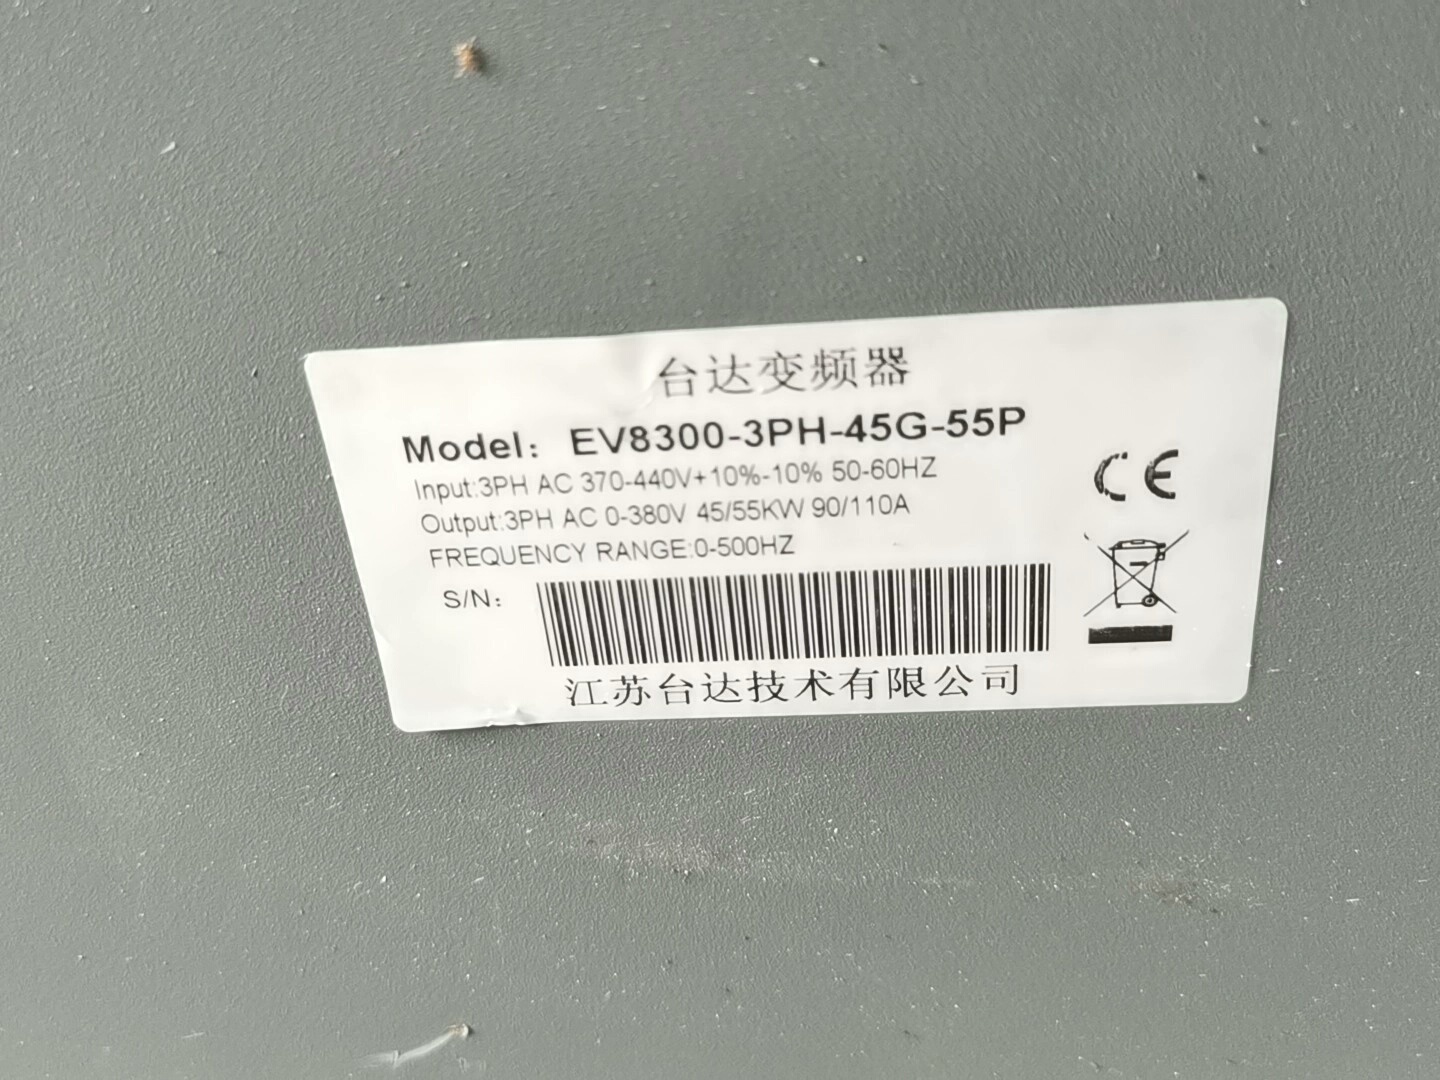 台达变频器
Model： EV8300-3PH-45G-55P
Input:3PH AC 370-440V+10%-10% 50-60HZ
Output:3PH AC 0-380V 45/55KW 90/110A
FREQUENCY RANGE:0-500HZ
S/N：
江苏台达技术有限公司
CE